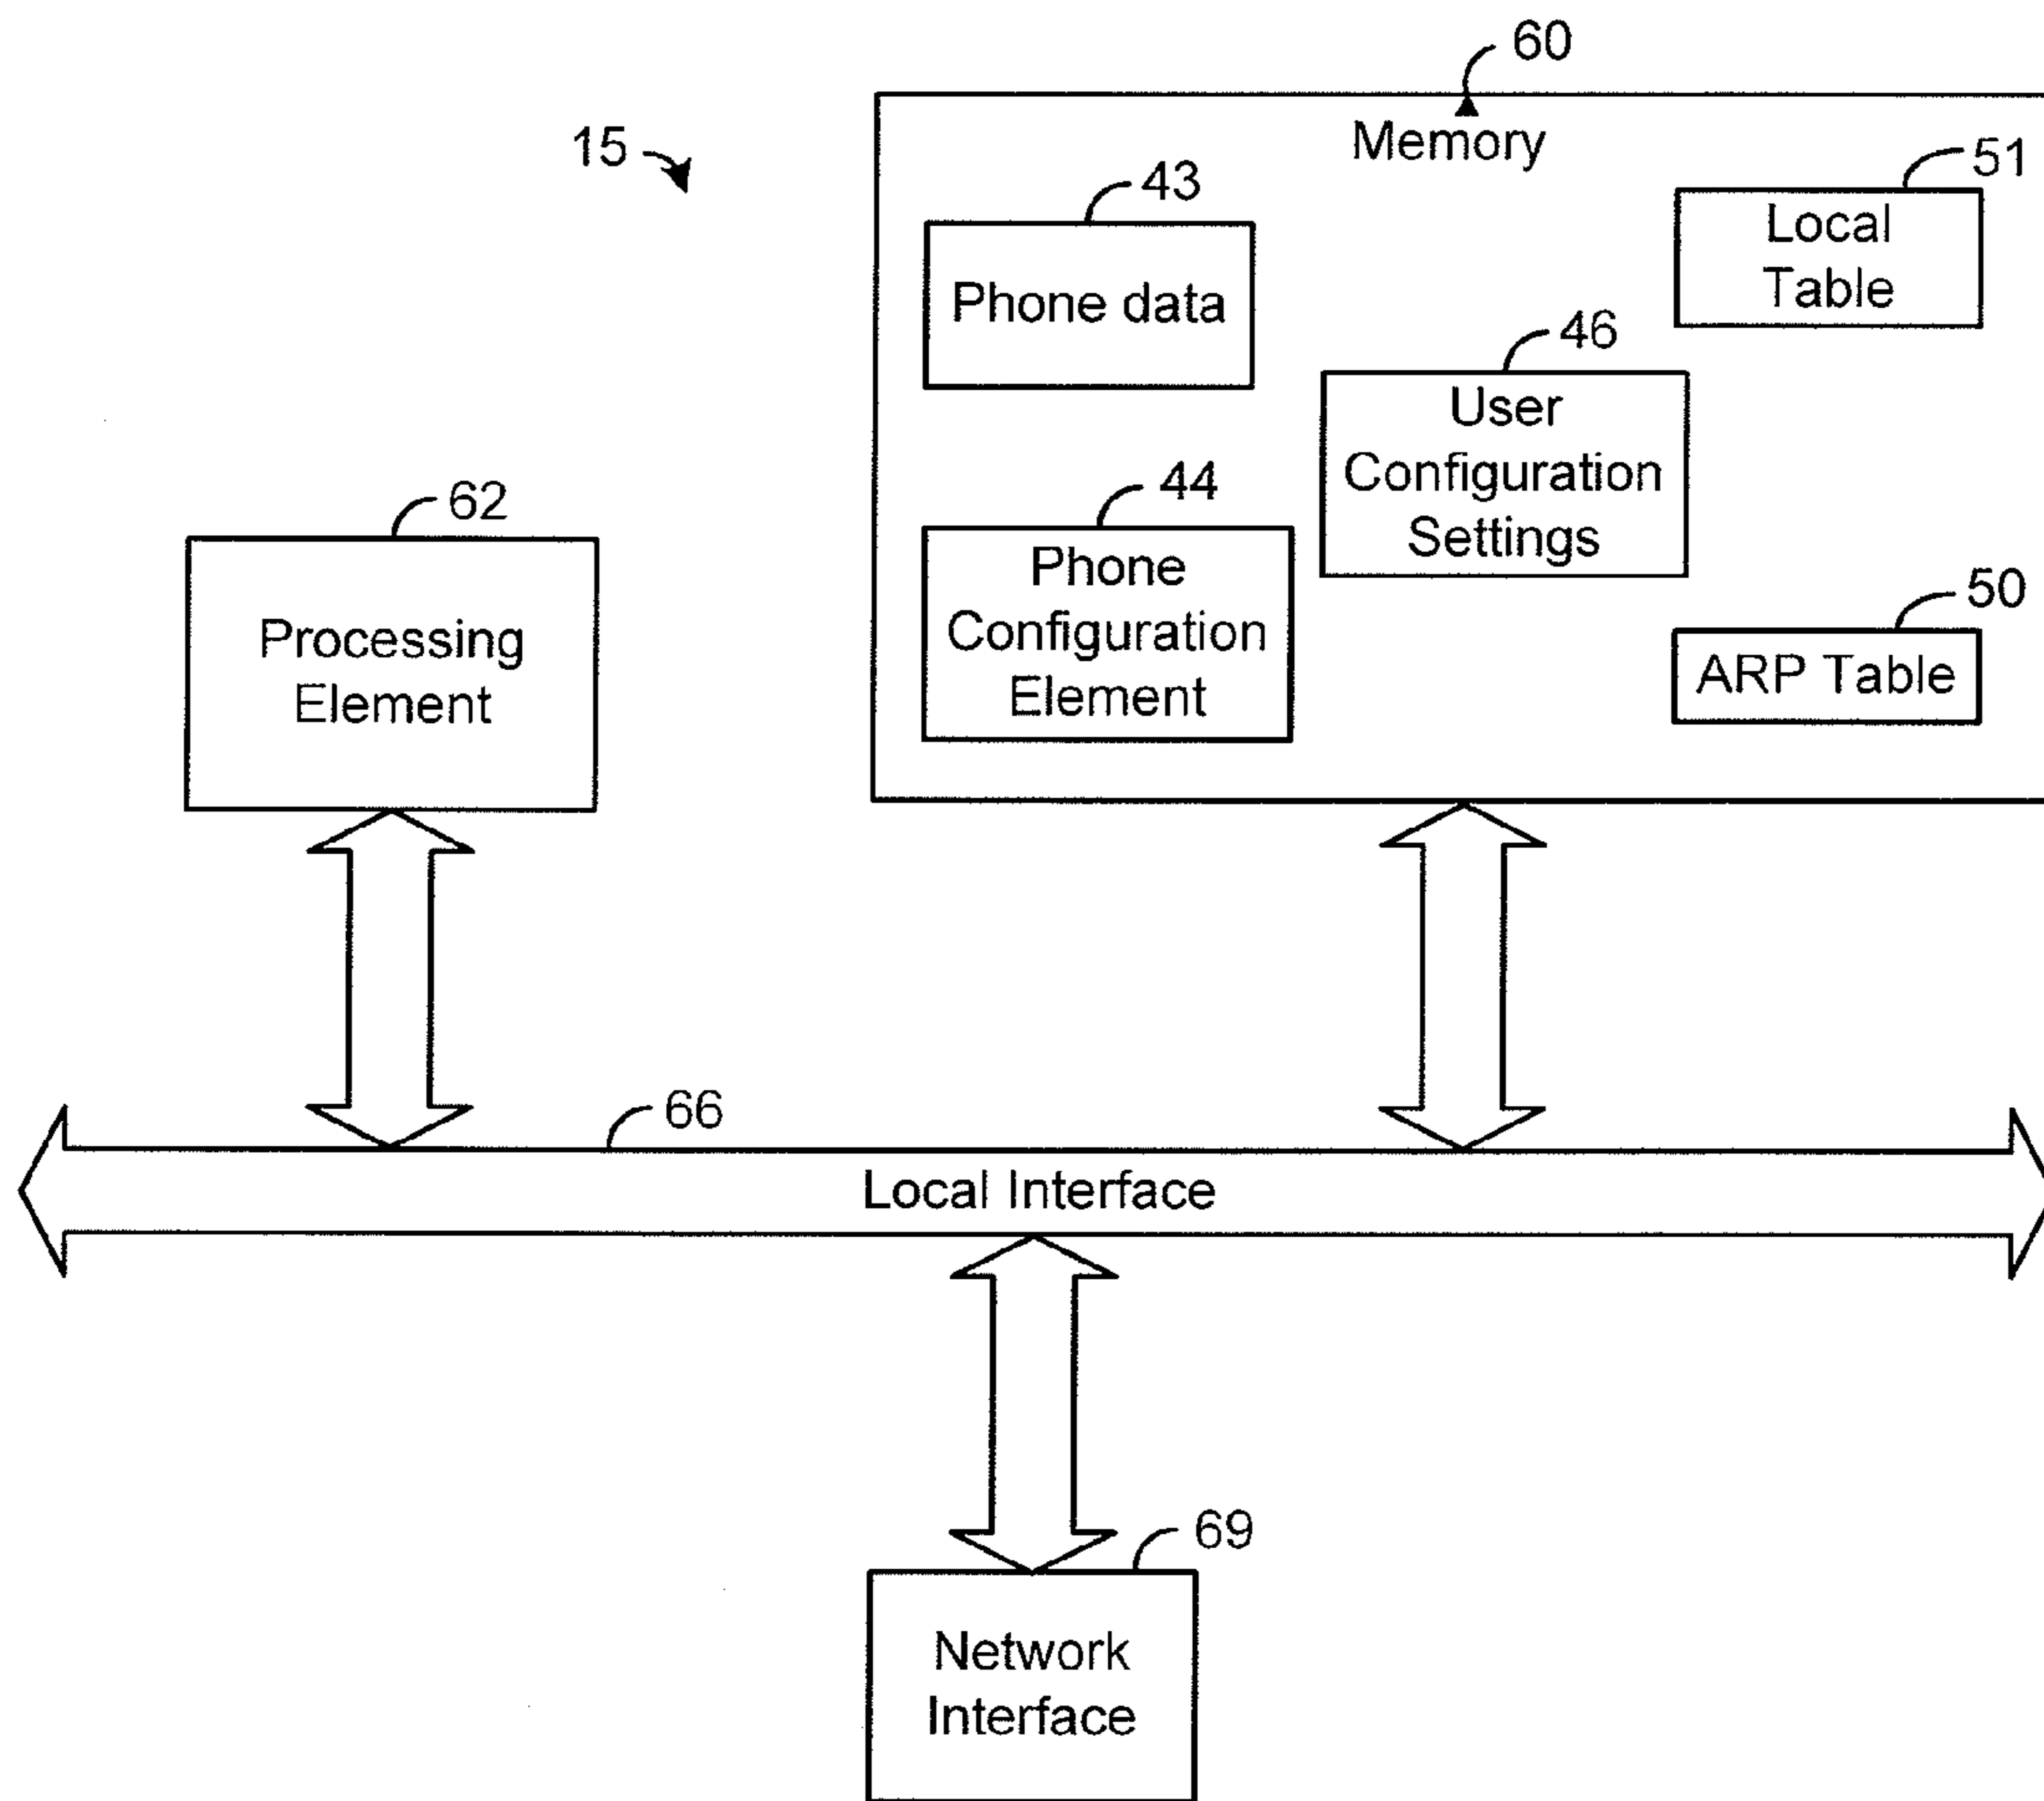 60
15
Memory
51
43
Local
Table
Phone data
46
User
Configuration
Settings
44
62
Phone
Configuration
Element
50
ARP Table
Processing
Element
66
Local Interface
69
Network
Interface